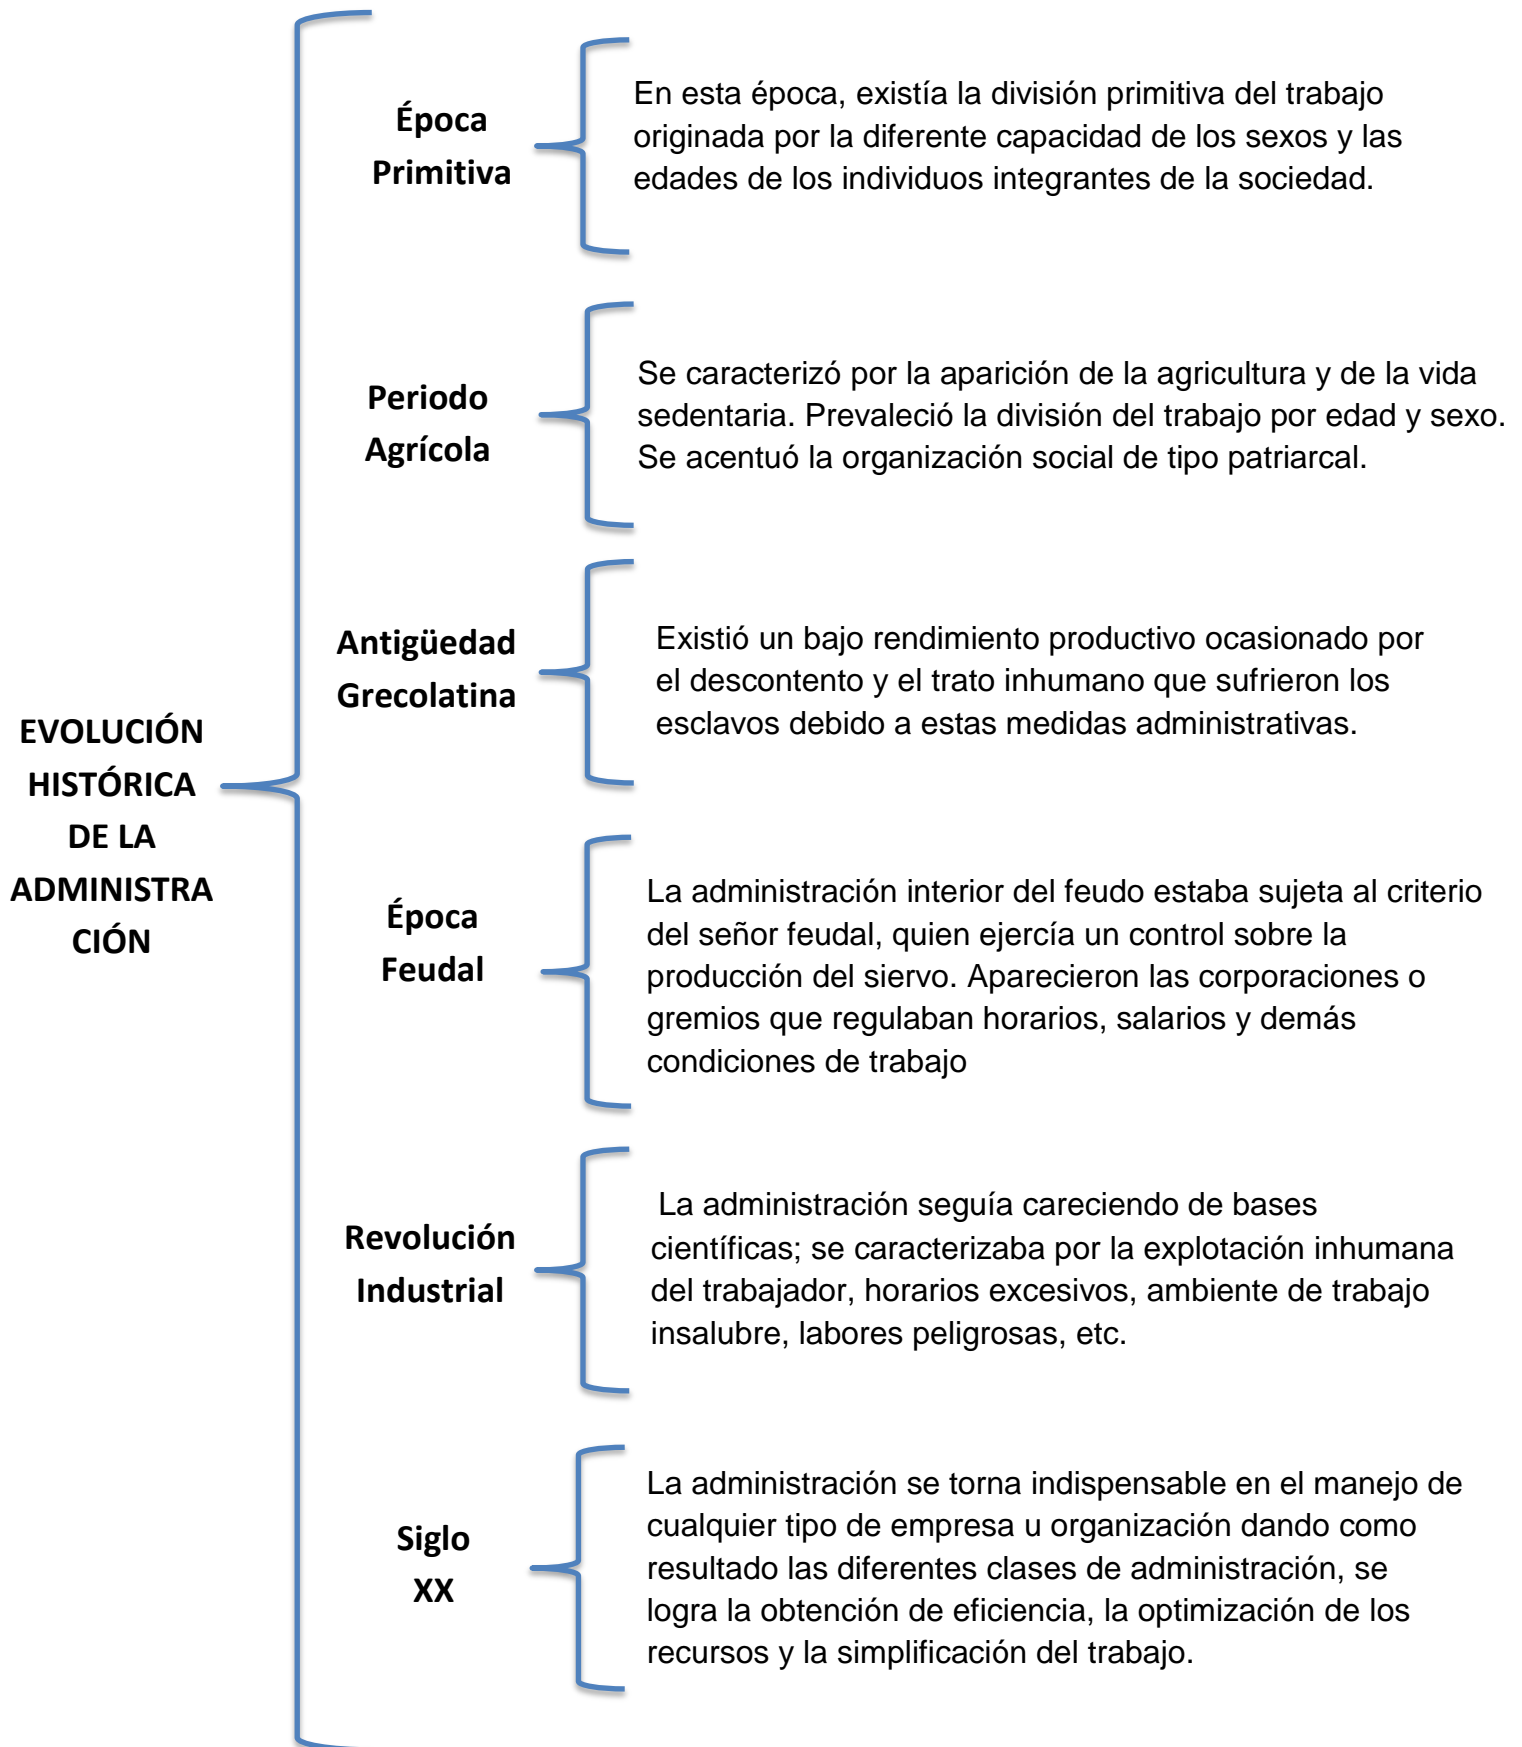 Época
Primitiva
En esta época, existía la división primitiva del trabajo
originada por la diferente capacidad de los sexos y las
edades de los individuos integrantes de la sociedad.
Periodo
Agrícola
Se caracterizó por la aparición de la agricultura y de la vida
sedentaria. Prevaleció la división del trabajo por edad y sexo.
Se acentuó la organización social de tipo patriarcal.
Antigüedad
Grecolatina
Existió un bajo rendimiento productivo ocasionado por
el descontento y el trato inhumano que sufrieron los
esclavos debido a estas medidas administrativas.
EVOLUCIÓN
HISTÓRICA
DE LA
ADMINISTRA
CIÓN
Época
Feudal
La administración interior del feudo estaba sujeta al criterio
del señor feudal, quien ejercía un control sobre la
producción del siervo. Aparecieron las corporaciones o
gremios que regulaban horarios, salarios y demás
condiciones de trabajo
Revolución
Industrial
La administración seguía careciendo de bases
científicas; se caracterizaba por la explotación inhumana
del trabajador, horarios excesivos, ambiente de trabajo
insalubre, labores peligrosas, etc.
Siglo
XX
La administración se torna indispensable en el manejo de
cualquier tipo de empresa u organización dando como
resultado las diferentes clases de administración, se
logra la obtención de eficiencia, la optimización de los
recursos y la simplificación del trabajo.